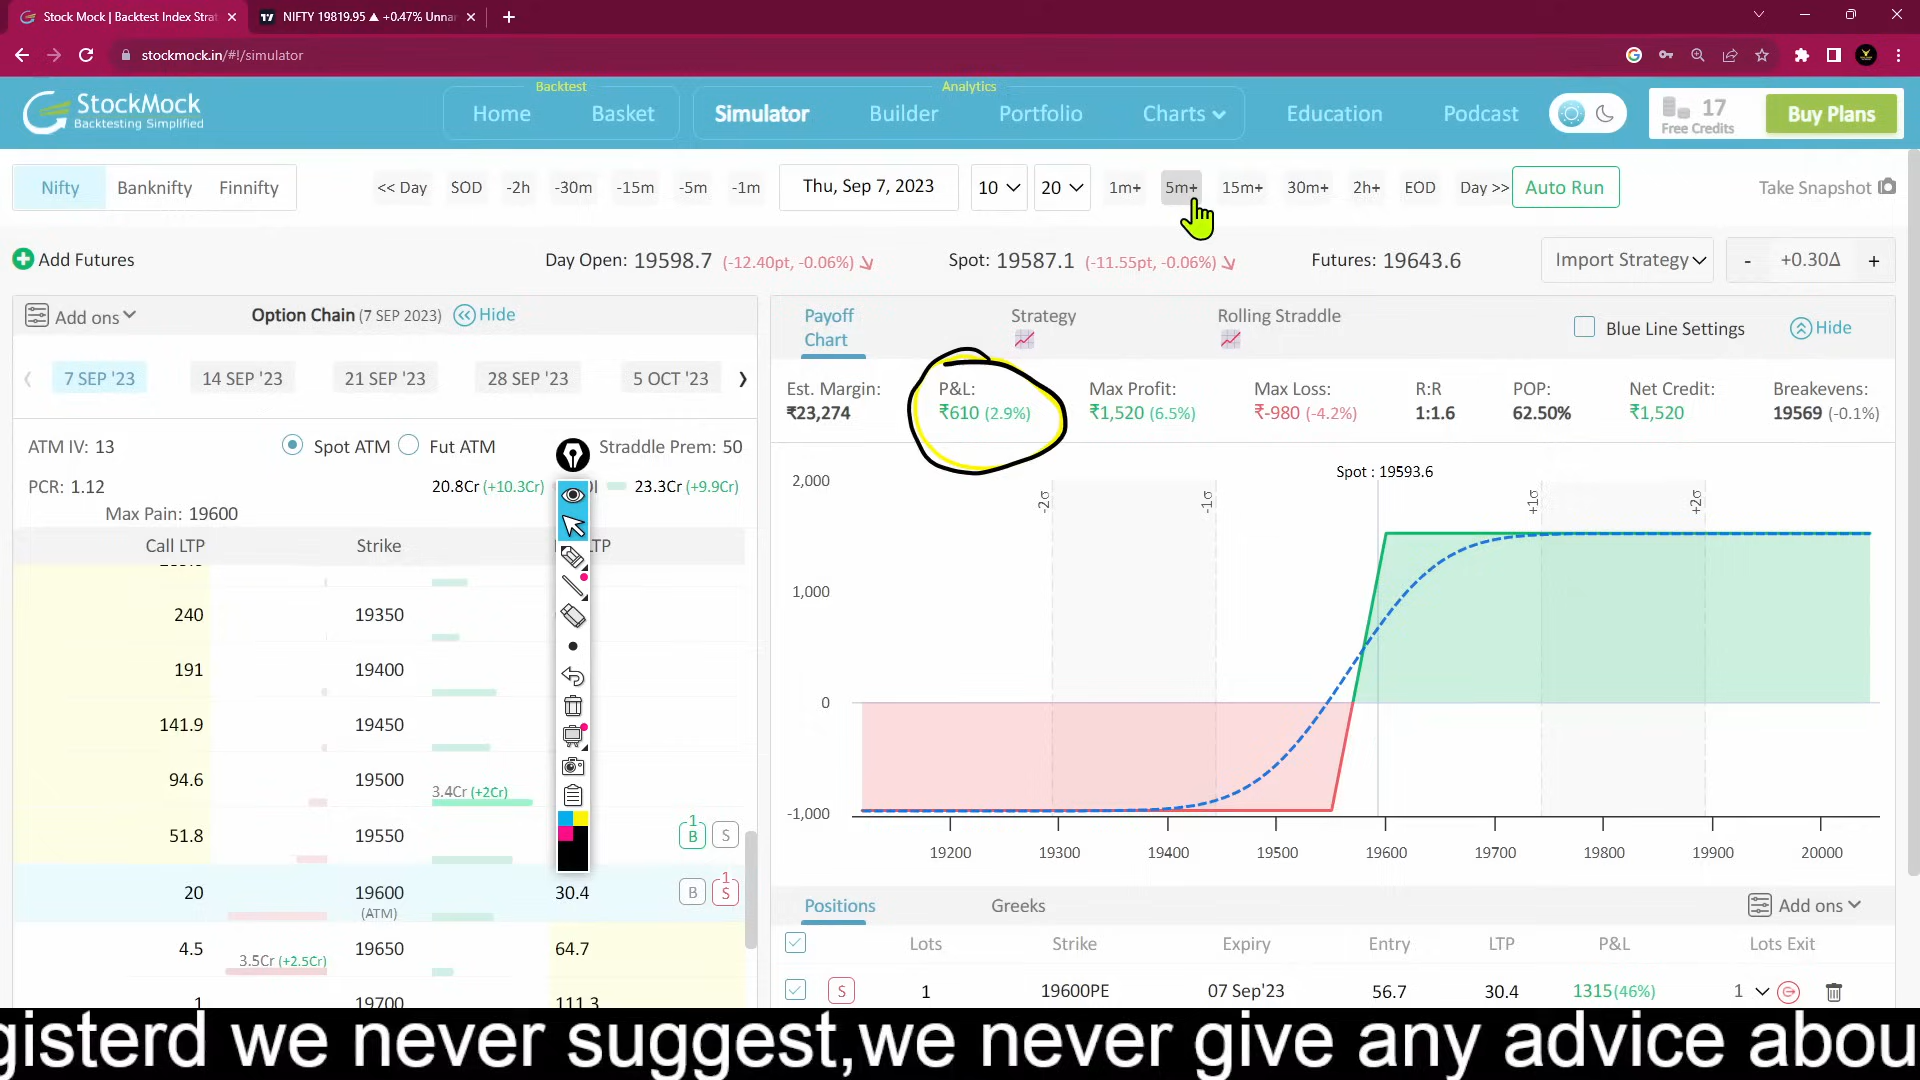 Stock Mock | Backtest Index Strat
NIFTY 19819.95 ▲ +0.47% Unna
stockmock.in/#!/simulator
StockMock
Backtesting Simplified
Backtest
Home
Basket
Analytics
Simulator
Builder
Portfolio
Charts
Education
Podcast
17
Free Credits
Buy Plans
Nifty
Banknifty
Finnifty
<< Day
SOD
-2h
-30m
-15m
-5m
-1m
Thu, Sep 7, 2023
10
20
1m+
5m+
15m+
30m+
2h+
EOD
Day >>
Auto Run
Take Snapshot
Add Futures
Day Open: 19598.7 (-12.40pt, -0.06%)
Spot: 19587.1 (-11.55pt, -0.06%)
Futures: 19643.6
Import Strategy
- +0.30Δ +
Add ons
Option Chain (7 SEP '2023)
Hide
7 SEP '23
14 SEP '23
21 SEP '23
28 SEP '23
5 OCT '23
ATM IV: 13
Spot ATM
Fut ATM
Straddle Prem: 50
PCR: 1.12
20.8Cr (+10.3Cr)
23.3Cr (+9.9Cr)
Max Pain: 19600
Call LTP
Strike
TP
240 19350
191 19400
141.9 19450
94.6 19500 3.4Cr (+2Cr)
51.8 19550 1 B S
20 19600 30.4 B 1 S
(ATM)
4.5 19650 64.7
3.5Cr (+2.5Cr)
1 19700 111.3
Payoff
Chart
Strategy
Rolling Straddle
Blue Line Settings
Hide
Est. Margin:
₹23,274
P&L:
₹610 (2.9%)
Max Profit:
₹1,520 (6.5%)
Max Loss:
₹-980 (-4.2%)
R:R
1:1.6
POP:
62.50%
Net Credit:
₹1,520
Breakevens:
19569 (-0.1%)
Spot : 19593.6
2,000
1,000
0
-1,000
-2σ
-1σ
+1σ
+2σ
19200 19300 19400 19500 19600 19700 19800 19900 20000
Positions
Greeks
Add ons
Lots Strike Expiry Entry LTP P&L Lots Exit
S 1 19600PE 07 Sep'23 56.7 30.4 1315(46%) 1
gisterd we never suggest,we never give any advice abou